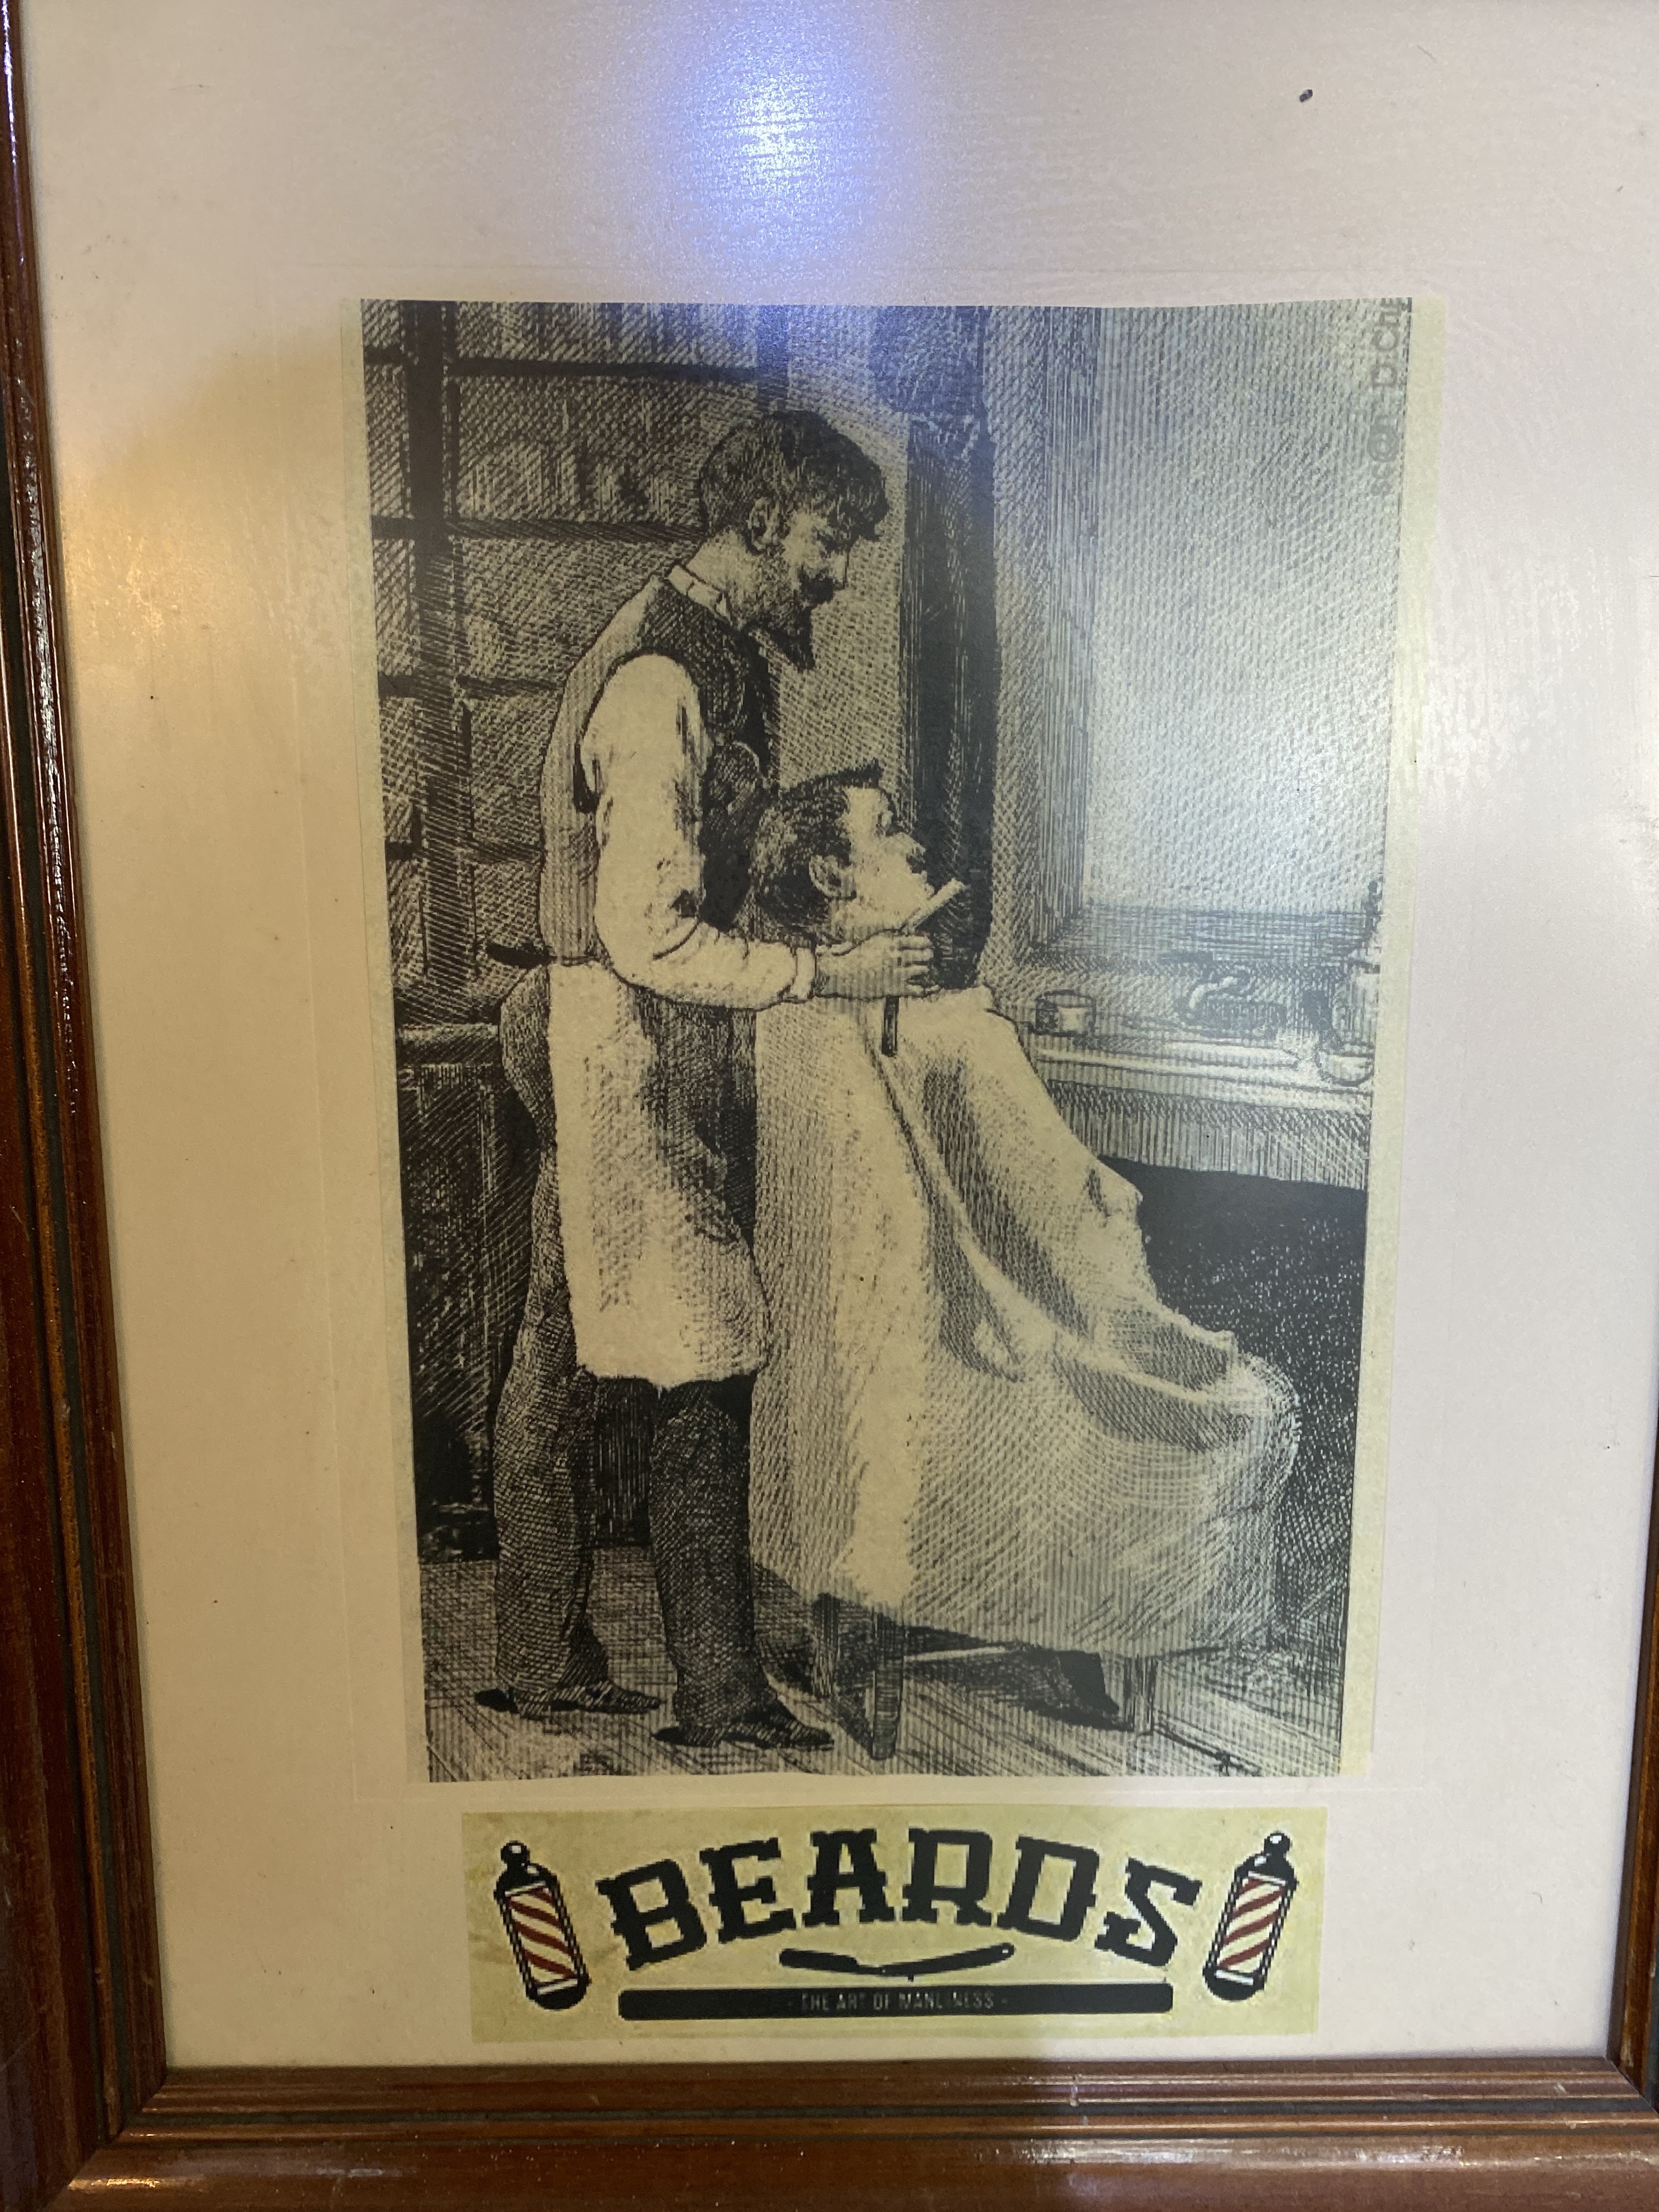 BEARDS
- THE ART OF MANLINESS -